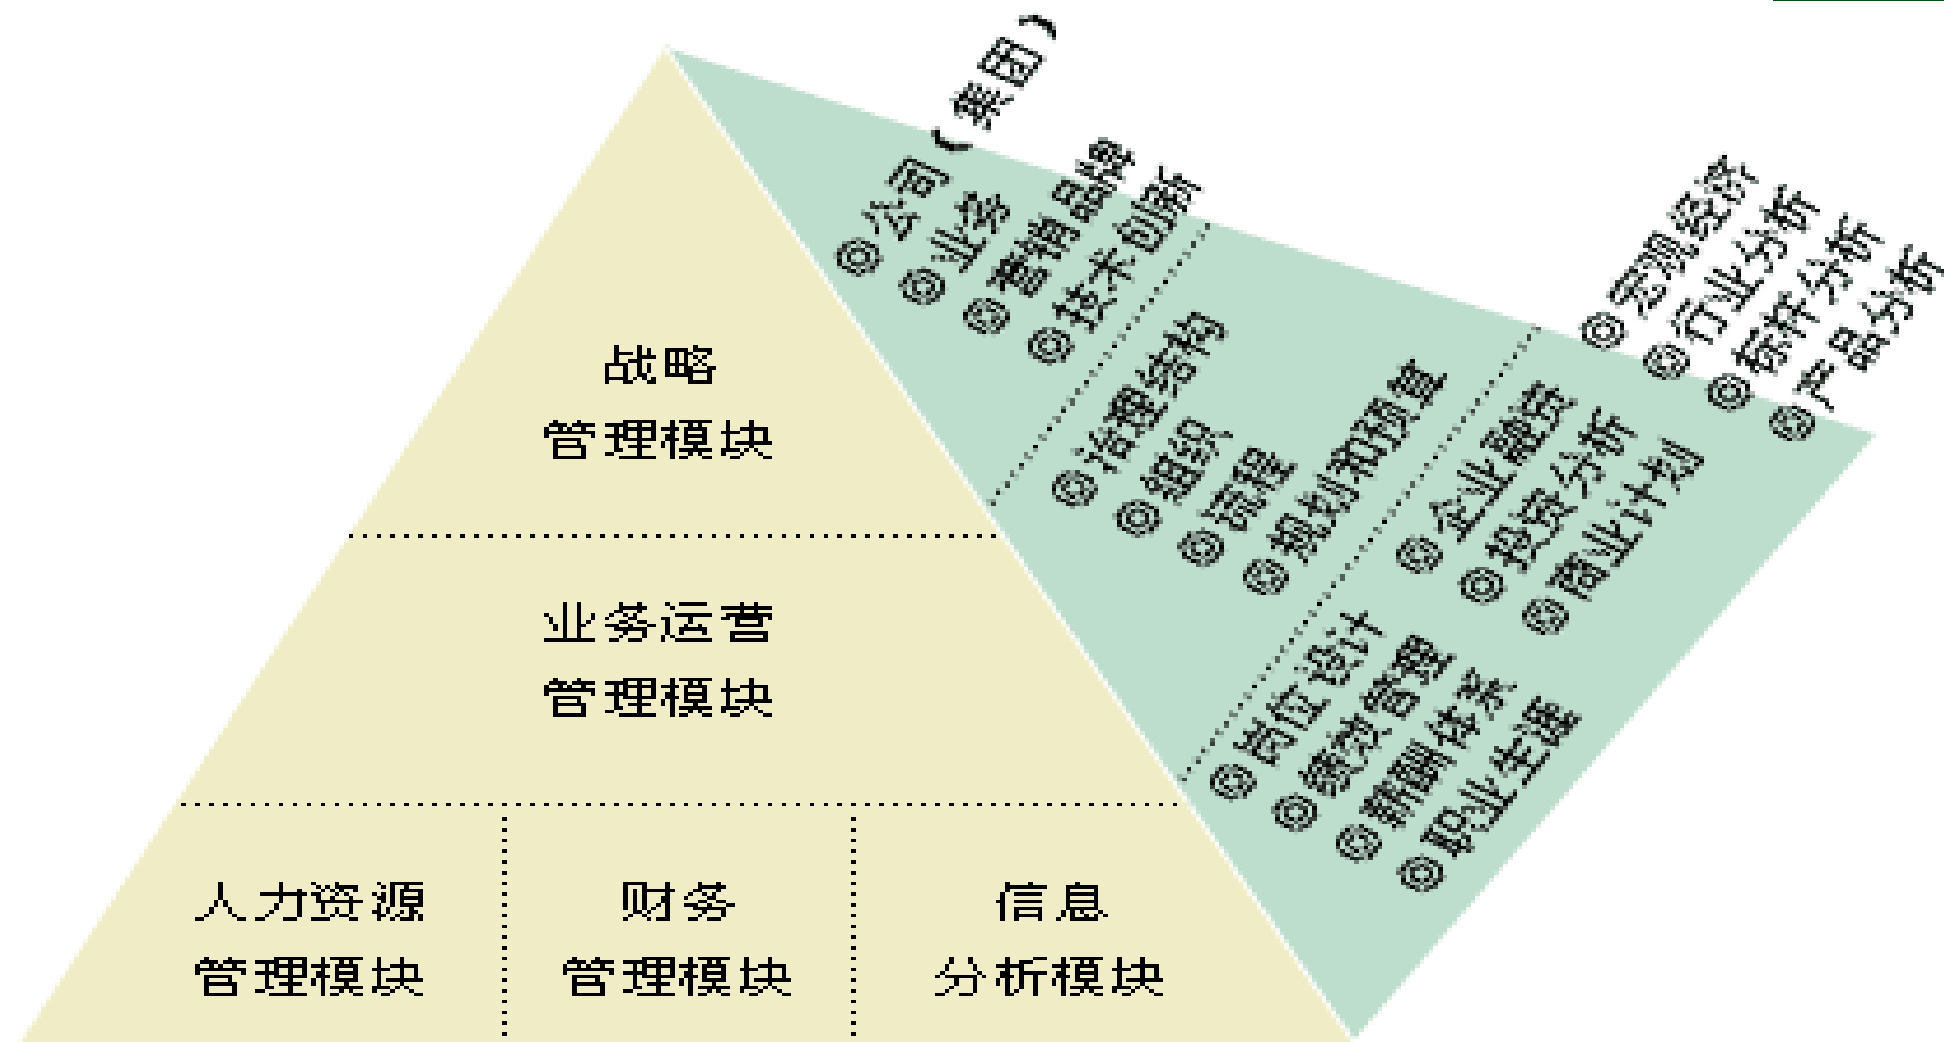 战略
管理模块
业务运营
管理模块
人力资源
管理模块
财务
管理模块
信息
分析模块
◎公司（集团）
◎业务
◎营销品牌
◎技术创新
◎治理结构
◎组织
◎流程
◎规划和预算
◎岗位设计
◎绩效管理
◎薪酬体系
◎职业生涯
◎企业融资
◎投资分析
◎商业计划
◎宏观经济
◎行业分析
◎标杆分析
◎产品分析